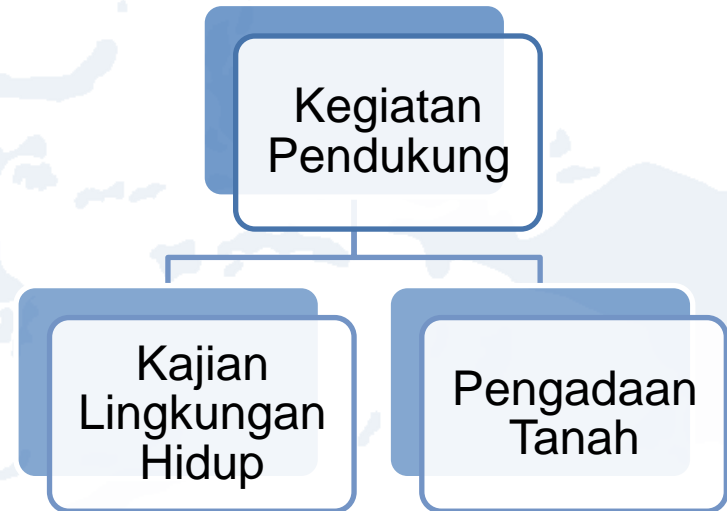 Kegiatan
Pendukung
Kajian
Lingkungan
Hidup
Pengadaan
Tanah